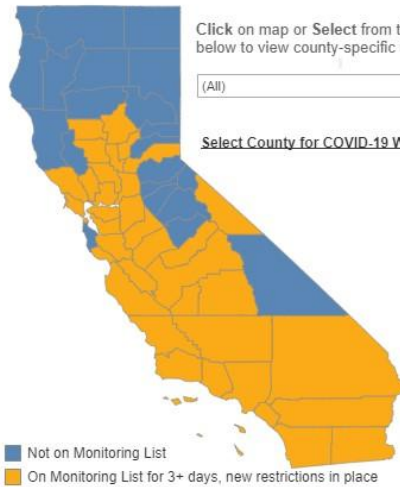 Click on map or Select from t
below to view county-specific
(All)
Select County for COVID-19 W
Not on Monitoring List
On Monitoring List for 3+ days, new restrictions in place